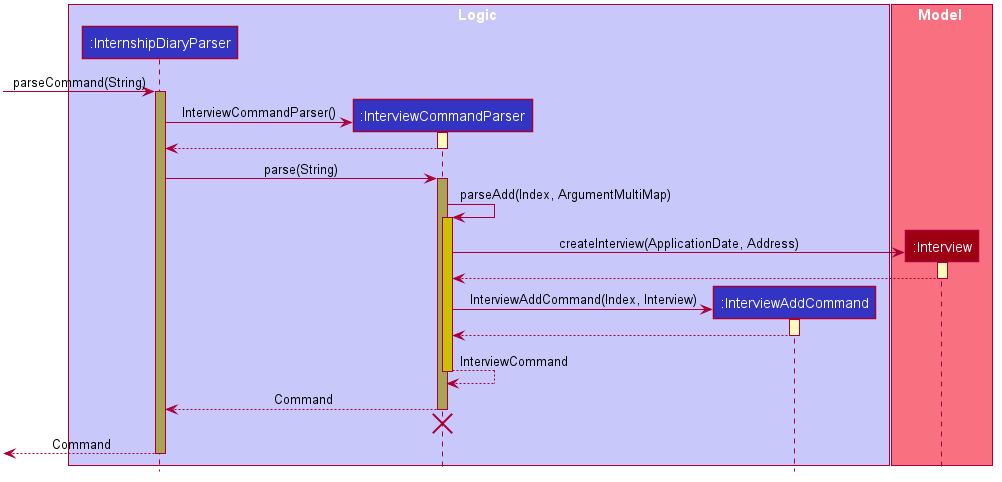 Logic
Model
:InternshipDiaryParser
parseCommand(String)
InterviewCommandParser()
:InterviewCommandParser
parse(String)
parseAdd(Index, ArgumentMultiMap)
createInterview(ApplicationDate, Address)
:Interview
InterviewAddCommand(Index, Interview)
:InterviewAddCommand
InterviewCommand
Command
Command